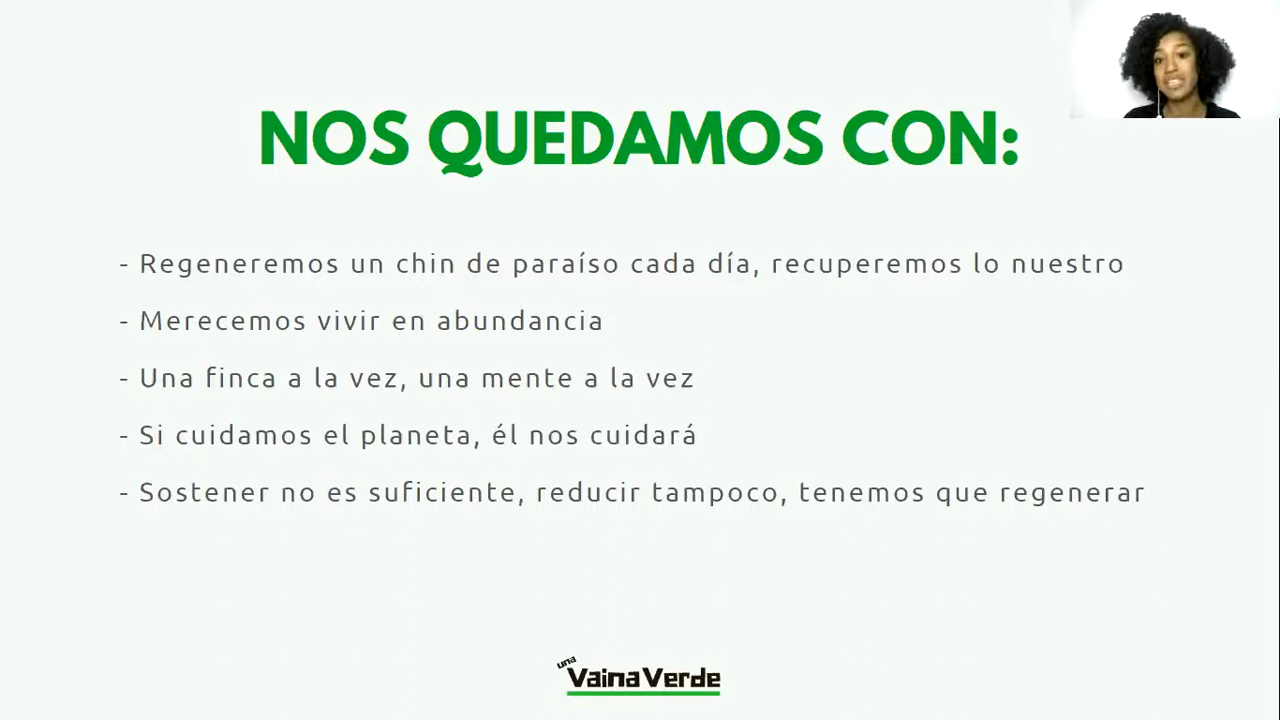 NOS QUEDAMOS CON:
- Regeneremos un chin de paraíso cada día, recuperemos lo nuestro
- Merecemos vivir en abundancia
- Una finca a la vez, una mente a la vez
- Si cuidamos el planeta, él nos cuidará
- Sostener no es suficiente, reducir tampoco, tenemos que regenerar
una
VainaVerde